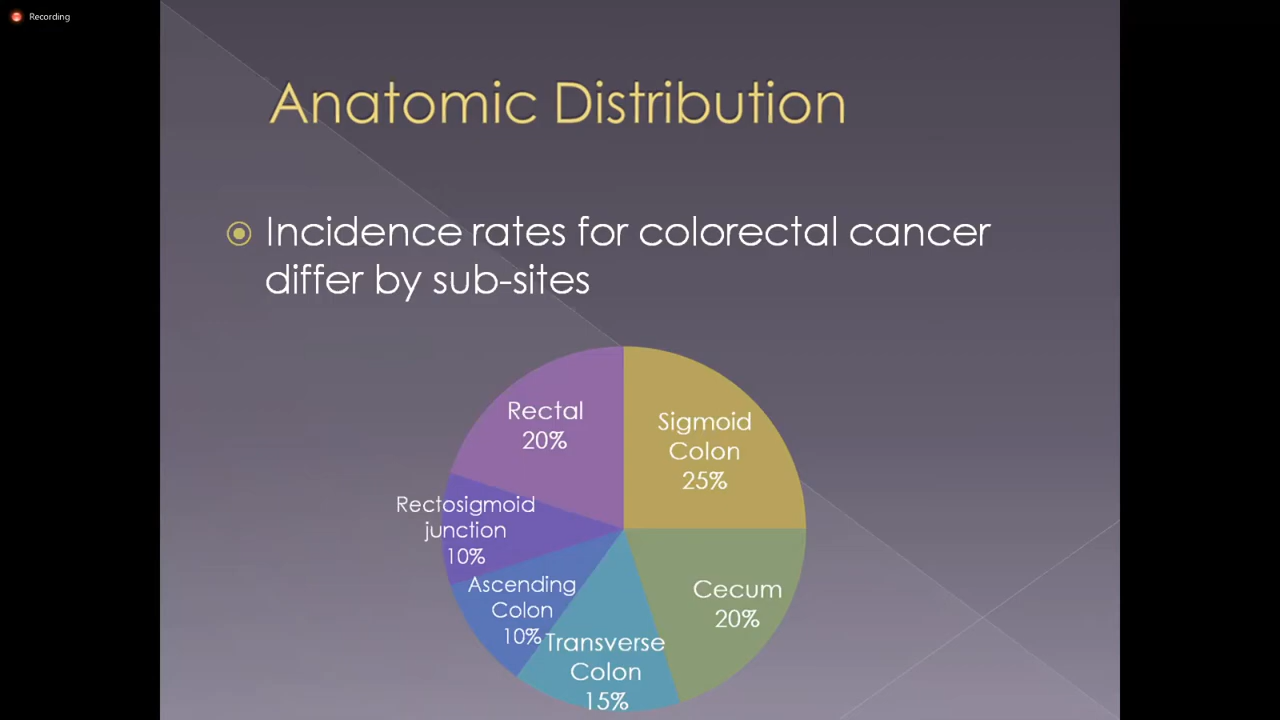 Recording
Anatomic Distribution
Incidence rates for colorectal cancer
differ by sub-sites
Rectal
20%
Sigmoid
Colon
25%
Rectosigmoid
junction
10%
Ascending
Colon
10%
Cecum
20%
Transverse
Colon
15%